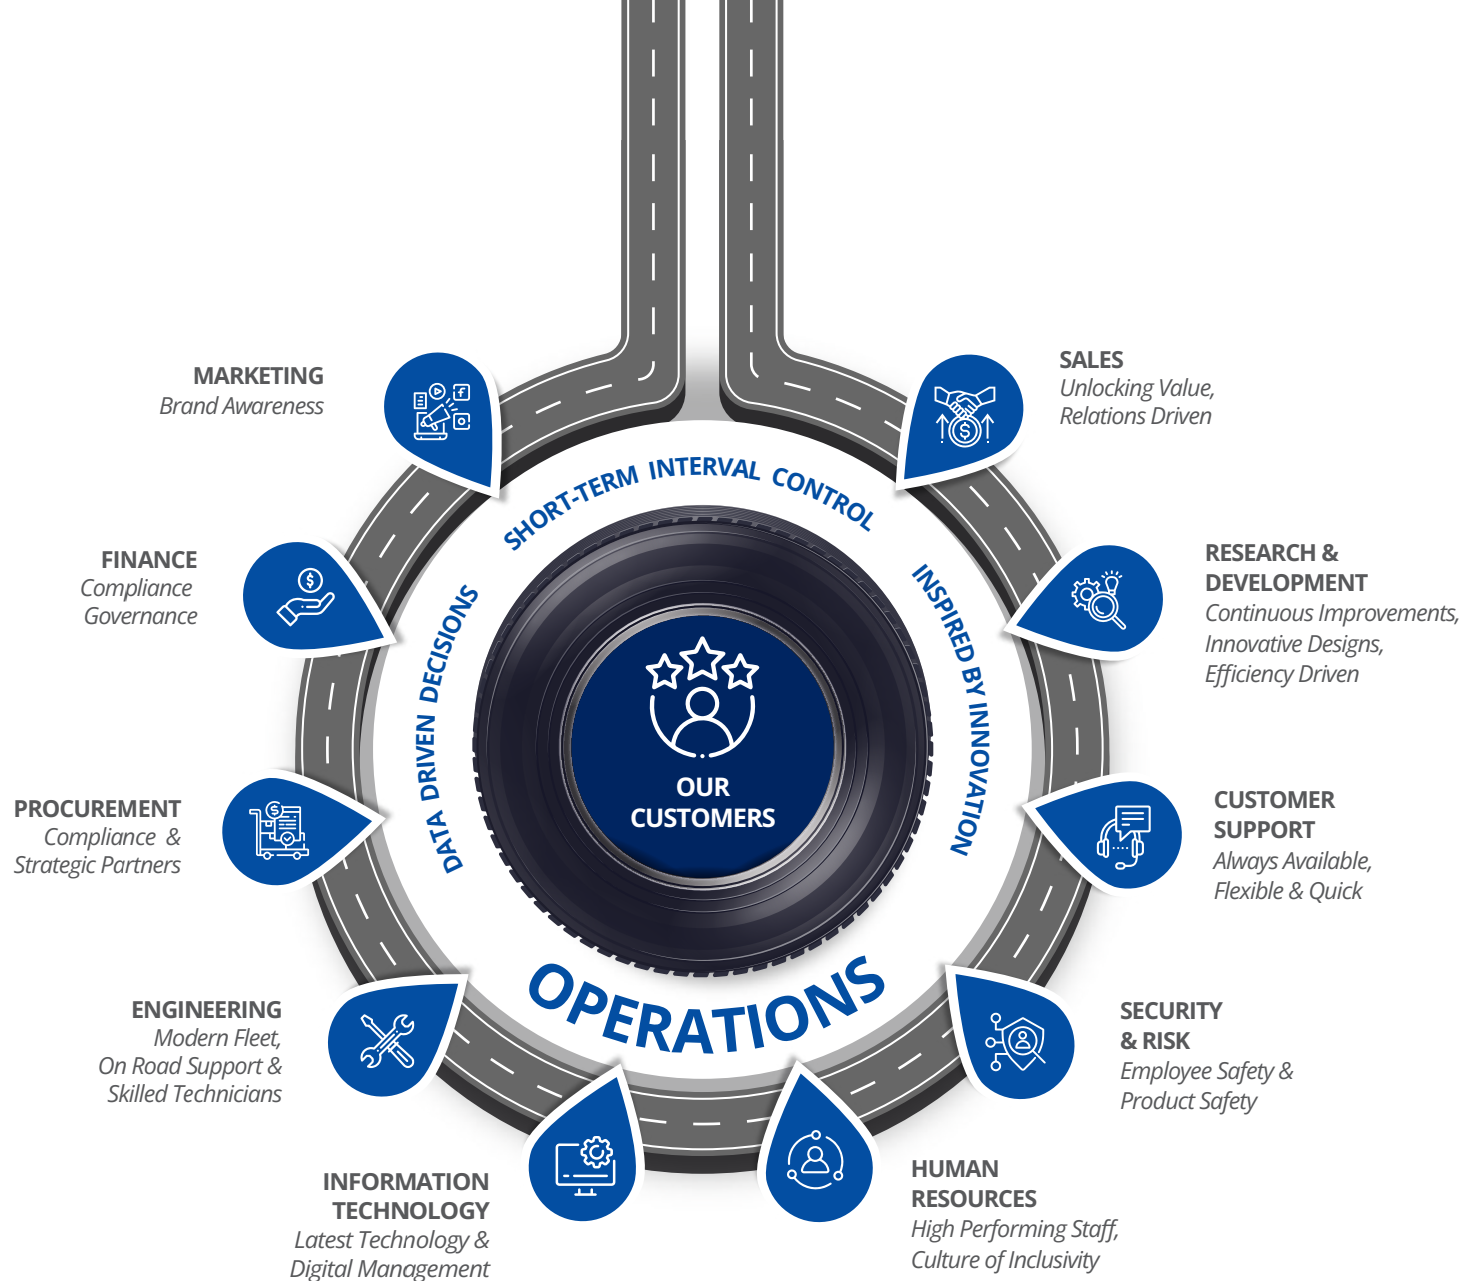 MARKETING
Brand Awareness
SALES
Unlocking Value,
Relations Driven
FINANCE
Compliance
Governance
RESEARCH &
DEVELOPMENT
Continuous Improvements,
Innovative Designs,
Efficiency Driven
SHORT-TERM INTERVAL CONTROL
DATA DRIVEN DECISIONS
INSPIRED BY INNOVATION
OUR
CUSTOMERS
PROCUREMENT
Compliance &
Strategic Partners
CUSTOMER
SUPPORT
Always Available,
Flexible & Quick
OPERATIONS
ENGINEERING
Modern Fleet,
On Road Support &
Skilled Technicians
SECURITY
& RISK
Employee Safety &
Product Safety
INFORMATION
TECHNOLOGY
Latest Technology &
Digital Management
HUMAN
RESOURCES
High Performing Staff,
Culture of Inclusivity